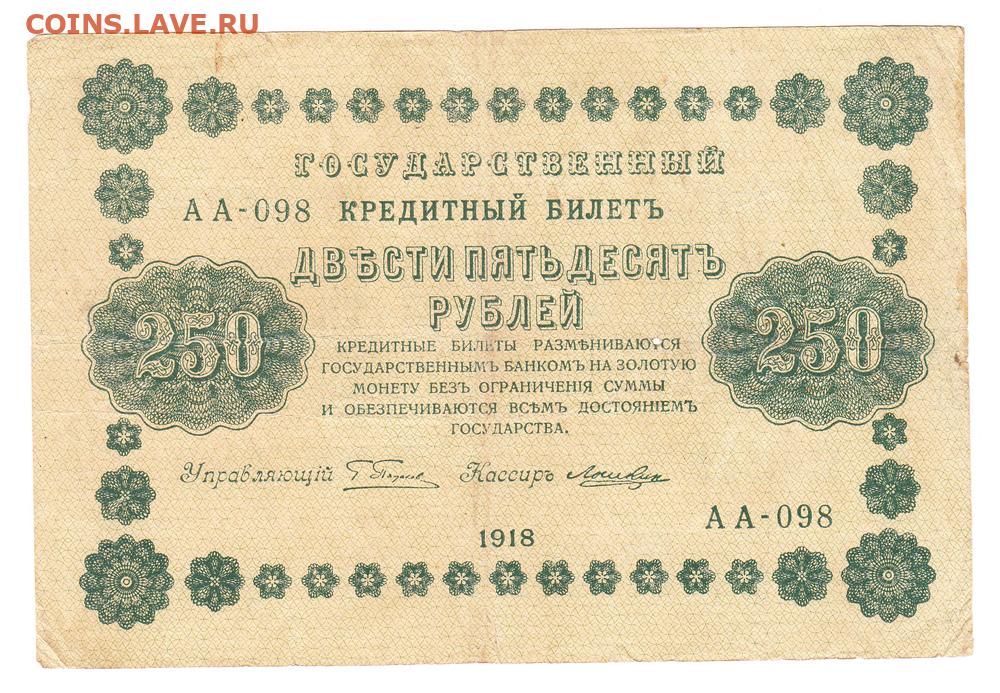 COINS.LAVE.RU
ГОСУДАРСТВЕННЫЙ
АА-098 КРЕДИТНЫЙ БИЛЕТЪ
ДВѢСТИ ПЯТЬДЕСЯТЪ
РУБЛЕЙ
250
250
КРЕДИТНЫЕ БИЛЕТЫ РАЗМѢНИВАЮТСЯ
ГОСУДАРСТВЕННЫМЪ БАНКОМЪ НА ЗОЛОТУЮ
МОНЕТУ БЕЗЪ ОГРАНИЧЕНІЯ СУММЫ
И ОБЕЗПЕЧИВАЮТСЯ ВСѢМЪ ДОСТОЯНІЕМЪ
ГОСУДАРСТВА.
Управляющій Кассиръ
АА-098
1918